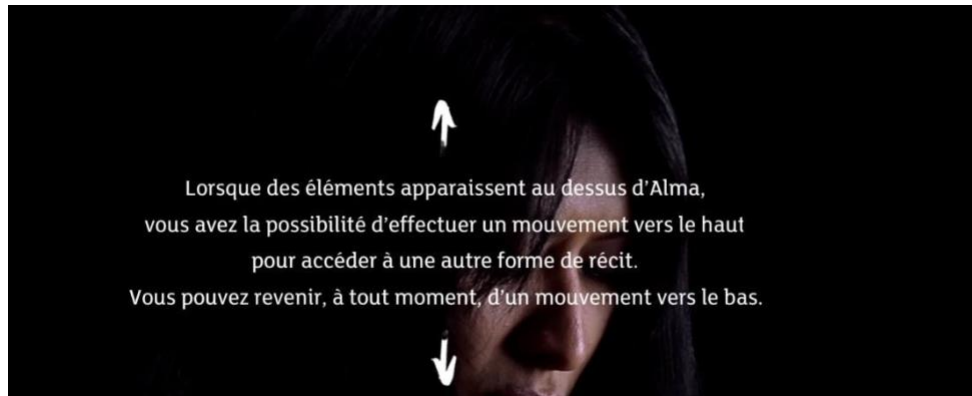 Lorsque des éléments apparaissent au dessus d'Alma,
vous avez la possibilité d'effectuer un mouvement vers le haut
pour accéder à une autre forme de récit.
Vous pouvez revenir, à tout moment, d'un mouvement vers le bas.